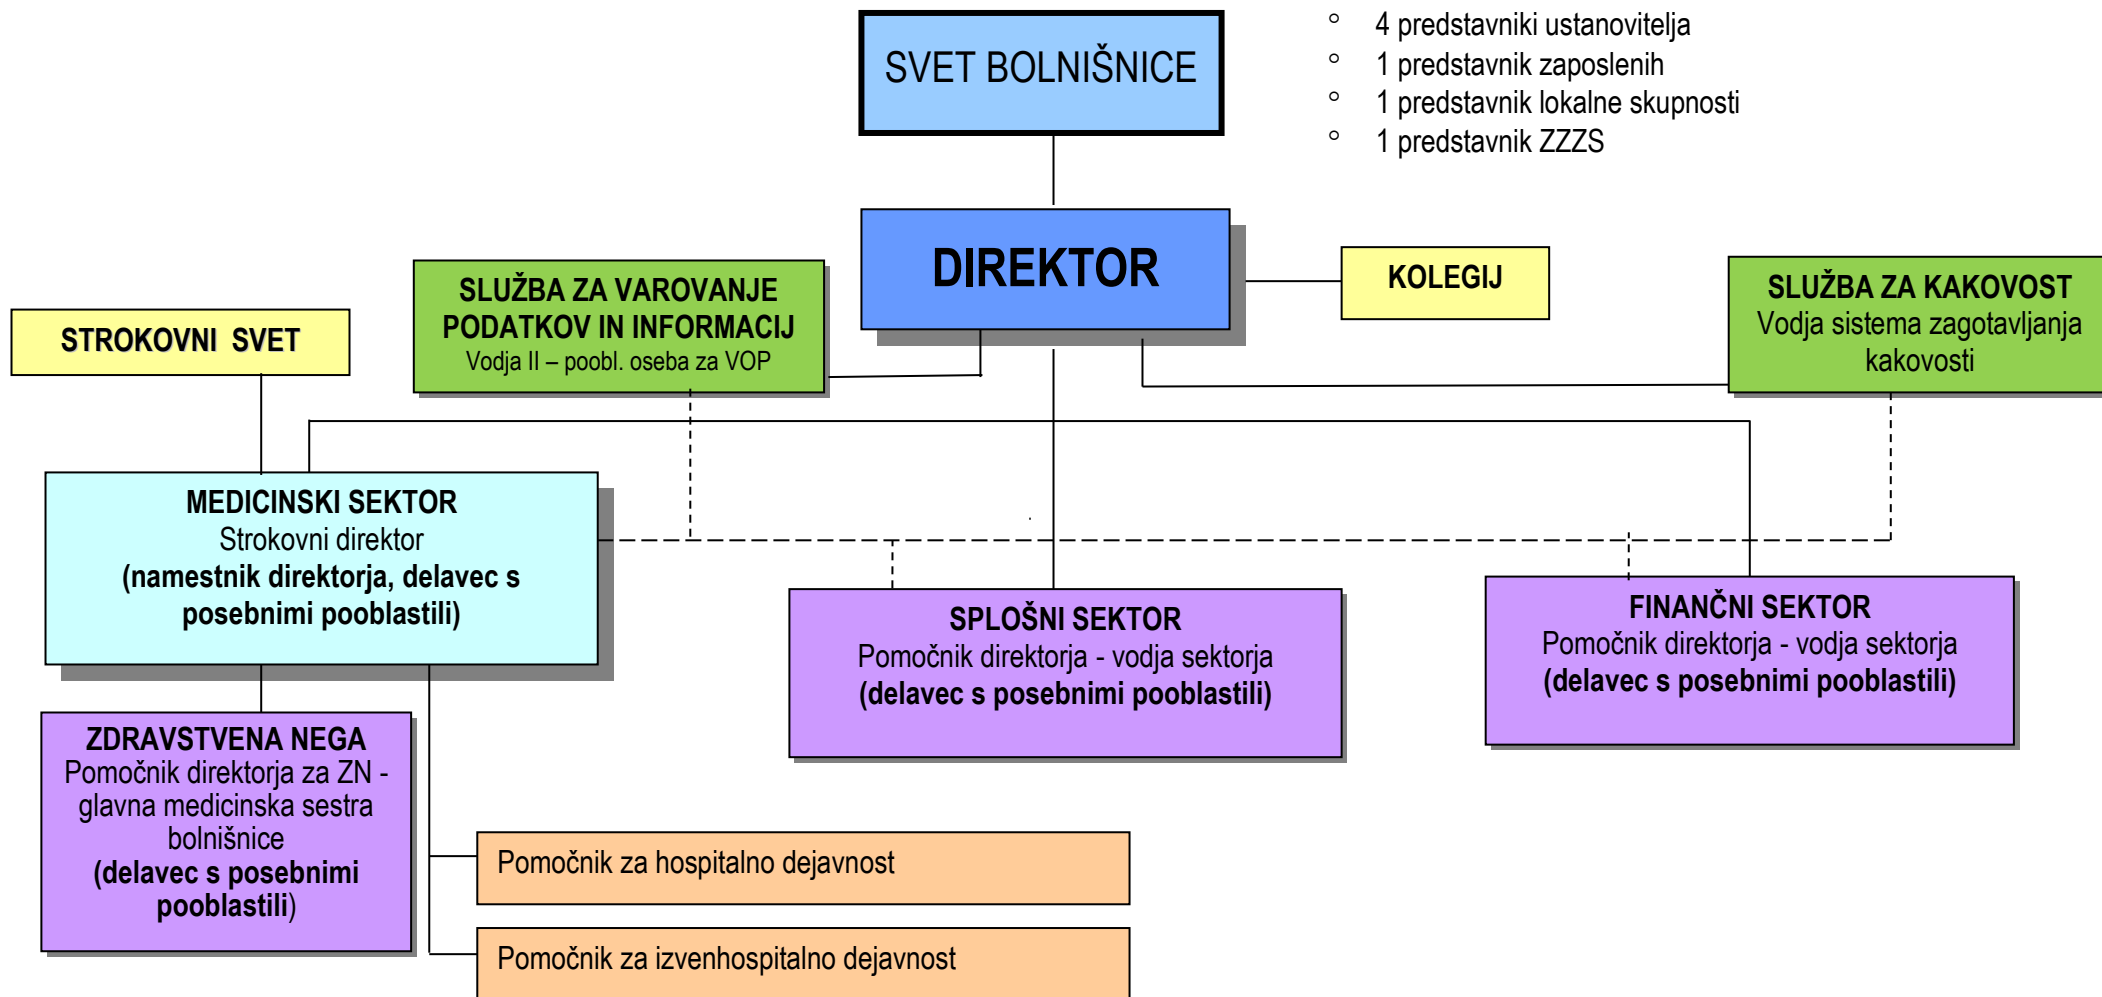 SVET BOLNIŠNICE
° 4 predstavniki ustanovitelja
° 1 predstavnik zaposlenih
° 1 predstavnik lokalne skupnosti
° 1 predstavnik ZZZS
DIREKTOR
KOLEGIJ
SLUŽBA ZA VAROVANJE
PODATKOV IN INFORMACIJ
Vodja II – poobl. oseba za VOP
SLUŽBA ZA KAKOVOST
Vodja sistema zagotavljanja
kakovosti
STROKOVNI SVET
MEDICINSKI SEKTOR
Strokovni direktor
(namestnik direktorja, delavec s
posebnimi pooblastili)
SPLOŠNI SEKTOR
Pomočnik direktorja - vodja sektorja
(delavec s posebnimi pooblastili)
FINANČNI SEKTOR
Pomočnik direktorja - vodja sektorja
(delavec s posebnimi pooblastili)
ZDRAVSTVENA NEGA
Pomočnik direktorja za ZN -
glavna medicinska sestra
bolnišnice
(delavec s posebnimi
pooblastili)
Pomočnik za hospitalno dejavnost
Pomočnik za izvenhospitalno dejavnost